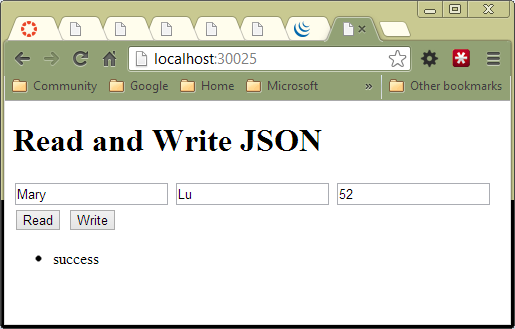 localhost:30025
Community Google Home Microsoft » Other bookmarks
Read and Write JSON
Mary Lu 52
Read Write
success